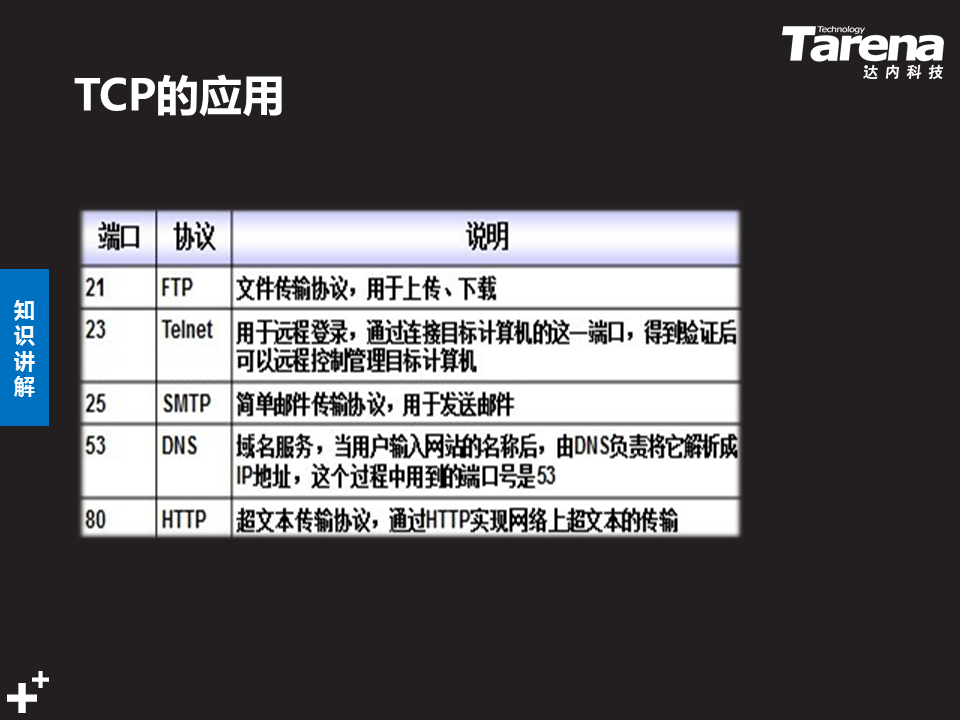 Technology
Tarena
达内科技
TCP的应用
知识讲解
端口 协议 说明
21 FTP 文件传输协议，用于上传、下载
23 Telnet 用于远程登录，通过连接目标计算机的这一端口，得到验证后
可以远程控制管理目标计算机
25 SMTP 简单邮件传输协议，用于发送邮件
53 DNS 域名服务，当用户输入网站的名称后，由DNS负责将它解析成
IP地址，这个过程中用到的端口号是53
80 HTTP 超文本传输协议，通过HTTP实现网络上超文本的传输